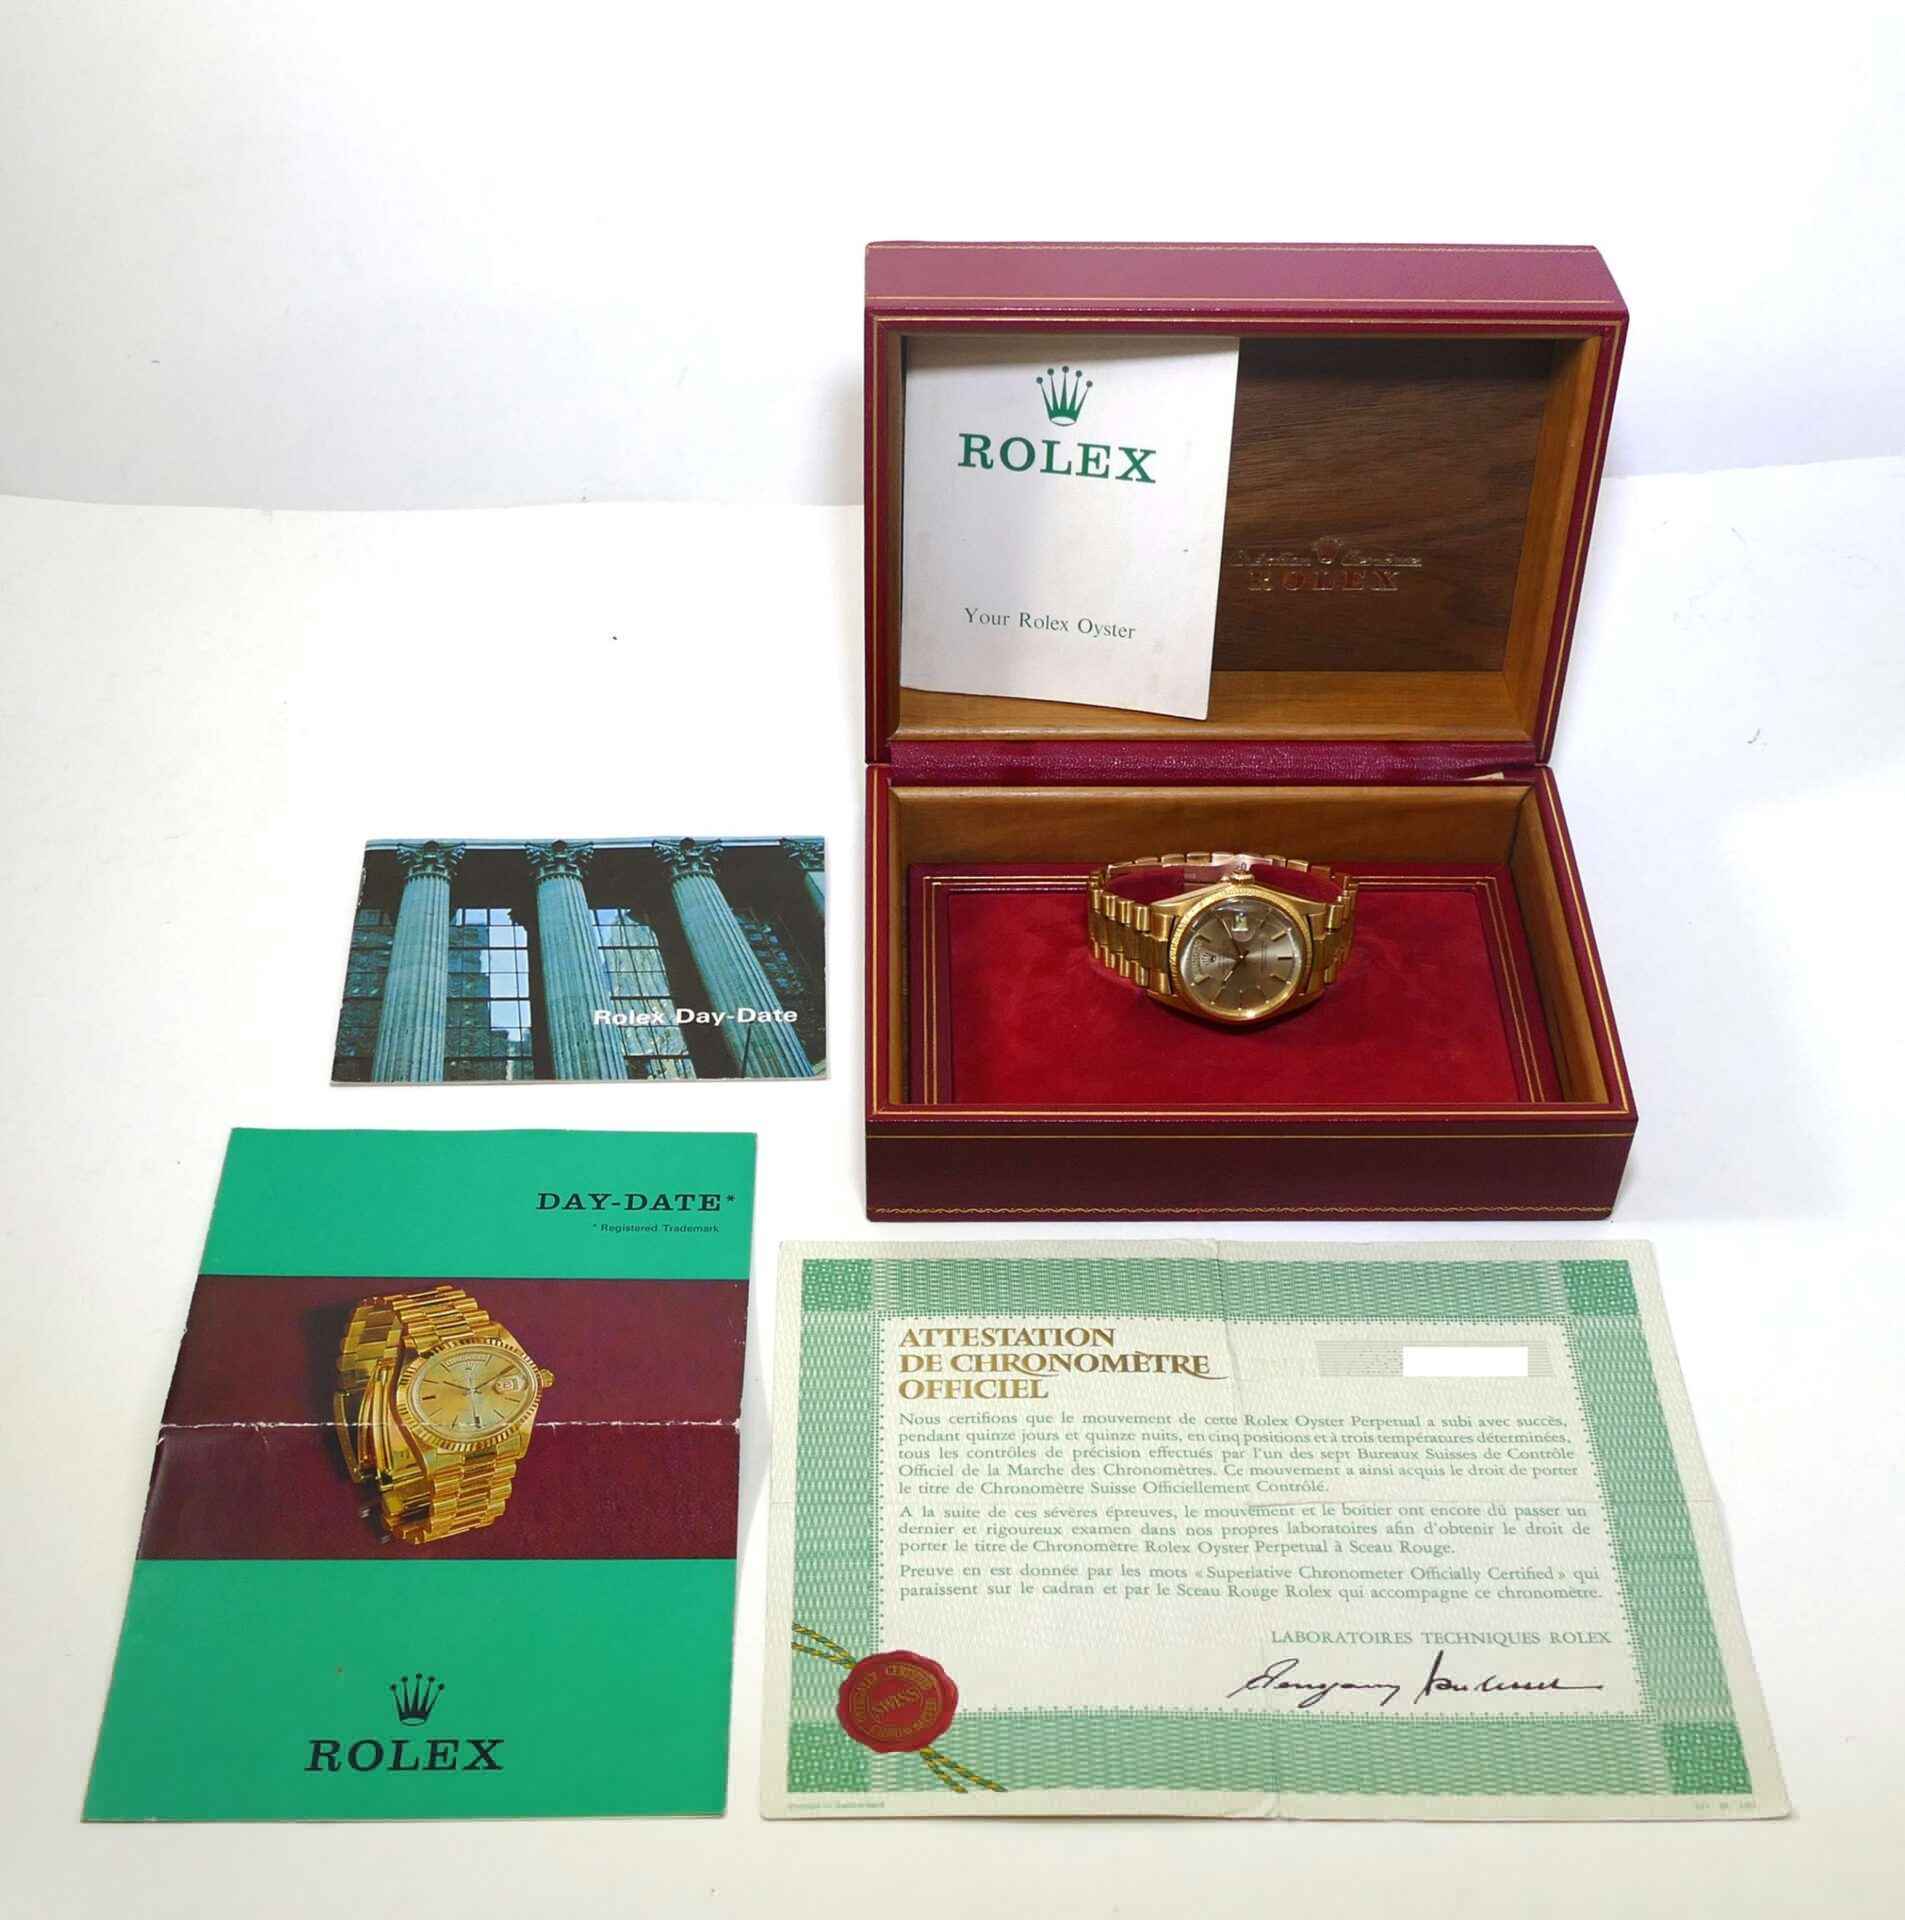 ROLEX
Your Rolex Oyster
ROLEX
Rolex Day-Date
DAY-DATE*
* Registered Trademark
ROLEX
ATTESTATION
DE CHRONOMÈTRE
OFFICIEL
Nous certifions que le mouvement de cette Rolex Oyster Perpetual a subi avec succès,
pendant quinze jours et quinze nuits, en cinq positions et à trois températures déterminées,
tous les contrôles de précision effectués par l'un des sept Bureaux Suisses de Contrôle
Officiel de la Marche des Chronomètres. Ce mouvement a ainsi acquis le droit de porter
le titre de Chronomètre Suisse Officiellement Contrôlé.
A la suite de ces sévères épreuves, le mouvement et le boîtier ont encore dû passer un
dernier et rigoureux examen dans nos propres laboratoires afin d'obtenir le droit de
porter le titre de Chronomètre Rolex Oyster Perpetual à Sceau Rouge.
Preuve en est donnée par les mots « Superlative Chronometer Officially Certified » qui
paraissent sur le cadran et par le Sceau Rouge Rolex qui accompagne ce chronomètre.
LABORATOIRES TECHNIQUES ROLEX
SWISS